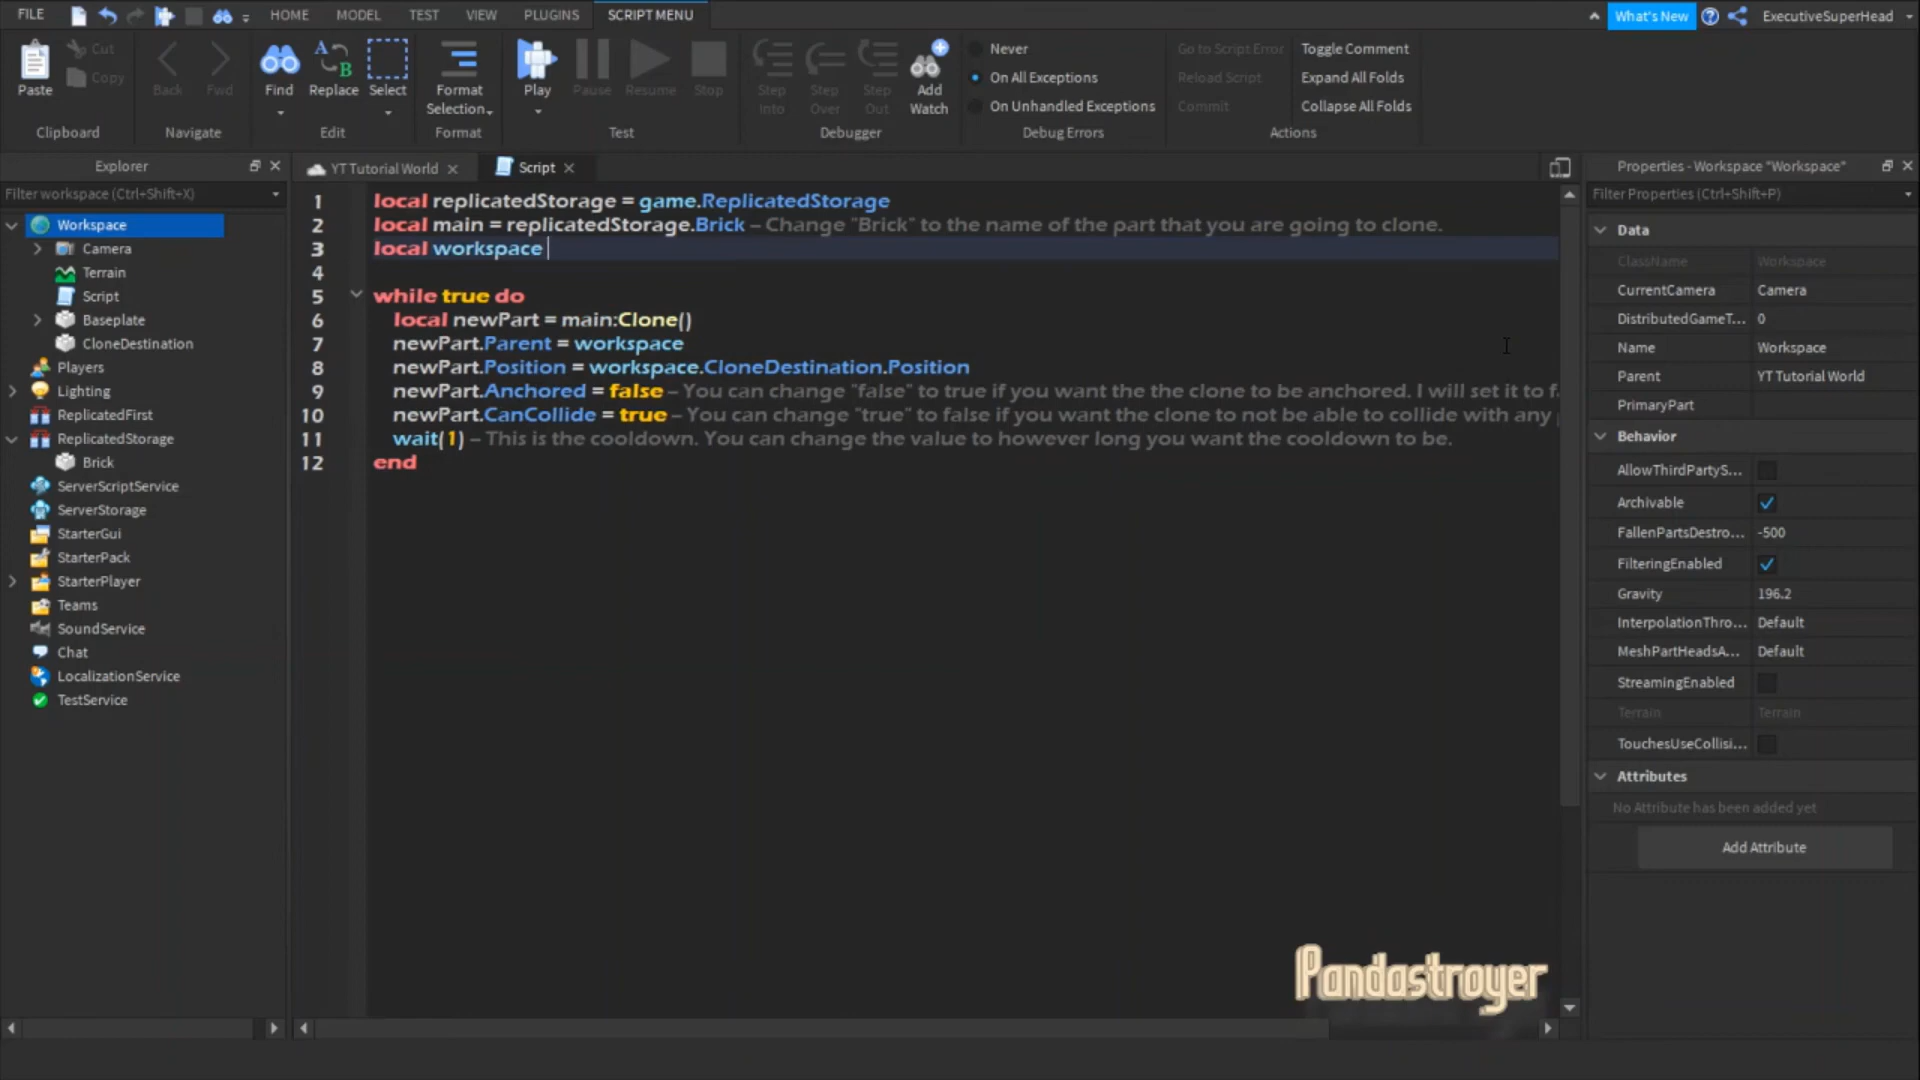 FILE
HOME
MODEL
TEST
VIEW
PLUGINS
SCRIPT MENU
What's New
ExecutiveSuperHead
Paste
Cut
Copy
Clipboard
Back
Fwd
Navigate
Find
Replace
Select
Edit
Format
Selection
Format
Play
Pause
Resume
Stop
Test
Step
Into
Step
Over
Step
Out
Add
Watch
Debugger
Never
On All Exceptions
On Unhandled Exceptions
Debug Errors
Go to Script Error
Reload Script
Commit
Toggle Comment
Expand All Folds
Collapse All Folds
Actions
Explorer
Filter workspace (Ctrl+Shift+X)
Workspace
Camera
Terrain
Script
Baseplate
CloneDestination
Players
Lighting
ReplicatedFirst
ReplicatedStorage
Brick
ServerScriptService
ServerStorage
StarterGui
StarterPack
StarterPlayer
Teams
SoundService
Chat
LocalizationService
TestService
YT Tutorial World
Script
1 local replicatedStorage = game.ReplicatedStorage
2 local main = replicatedStorage.Brick -- Change "Brick" to the name of the part that you are going to clone.
3 local workspace
4
5 while true do
6 local newPart = main:Clone()
7 newPart.Parent = workspace
8 newPart.Position = workspace.CloneDestination.Position
9 newPart.Anchored = false -- You can change "false" to true if you want the the clone to be anchored. I will set it to f
10 newPart.CanCollide = true -- You can change "true" to false if you want the clone to not be able to collide with any
11 wait(1) -- This is the cooldown. You can change the value to however long you want the cooldown to be.
12 end
Pandastroyer
Properties - Workspace "Workspace"
Filter Properties (Ctrl+Shift+P)
Data
ClassName Workspace
CurrentCamera Camera
DistributedGameT... 0
Name Workspace
Parent YT Tutorial World
PrimaryPart
Behavior
AllowThirdPartyS...
Archivable
FallenPartsDestro... -500
FilteringEnabled
Gravity 196.2
InterpolationThro... Default
MeshPartHeadsA... Default
StreamingEnabled
Terrain Terrain
TouchesUseCollisi...
Attributes
No Attribute has been added yet
Add Attribute